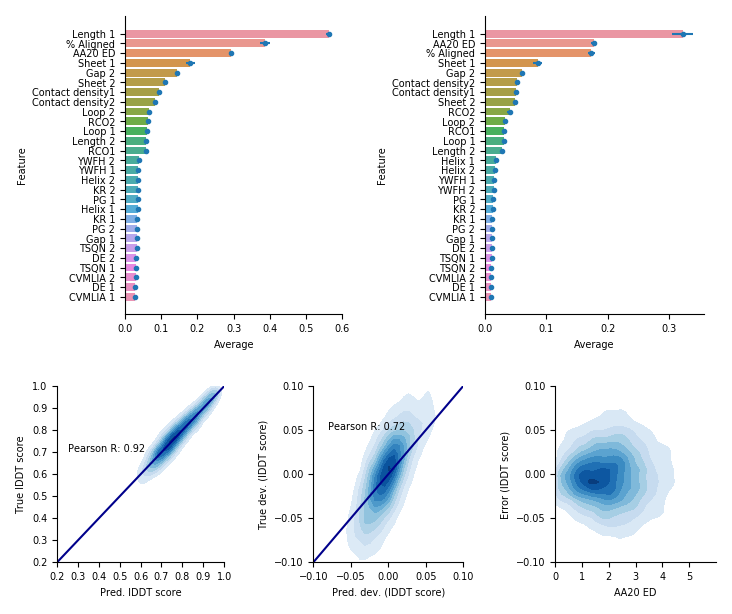 Length 1
% Aligned
AA20 ED
Sheet 1
Gap 2
Sheet 2
Contact density1
Contact density2
Loop 2
RCO2
Loop 1
Length 2
RCO1
YWFH 2
YWFH 1
Helix 2
KR 2
PG 1
Helix 1
KR 1
PG 2
Gap 1
TSQN 2
DE 2
TSQN 1
CVMLIA 2
DE 1
CVMLIA 1
Feature
0.0 0.1 0.2 0.3 0.4 0.5 0.6
Average
Length 1
AA20 ED
% Aligned
Sheet 1
Gap 2
Contact density2
Contact density1
Sheet 2
RCO2
Loop 2
RCO1
Loop 1
Length 2
Helix 1
Helix 2
YWFH 1
YWFH 2
PG 1
KR 2
KR 1
PG 2
Gap 1
DE 2
TSQN 1
TSQN 2
CVMLIA 2
DE 1
CVMLIA 1
Feature
0.0 0.1 0.2 0.3
Average
1.0
0.9
0.8
0.7
0.6
0.5
0.4
0.3
0.2
True lDDT score
Pearson R: 0.92
0.2 0.3 0.4 0.5 0.6 0.7 0.8 0.9 1.0
Pred. lDDT score
0.10
0.05
0.00
−0.05
−0.10
True dev. (lDDT score)
Pearson R: 0.72
−0.10 −0.05 0.00 0.05 0.10
Pred. dev. (lDDT score)
0.10
0.05
0.00
−0.05
−0.10
Error (lDDT score)
0 1 2 3 4 5
AA20 ED